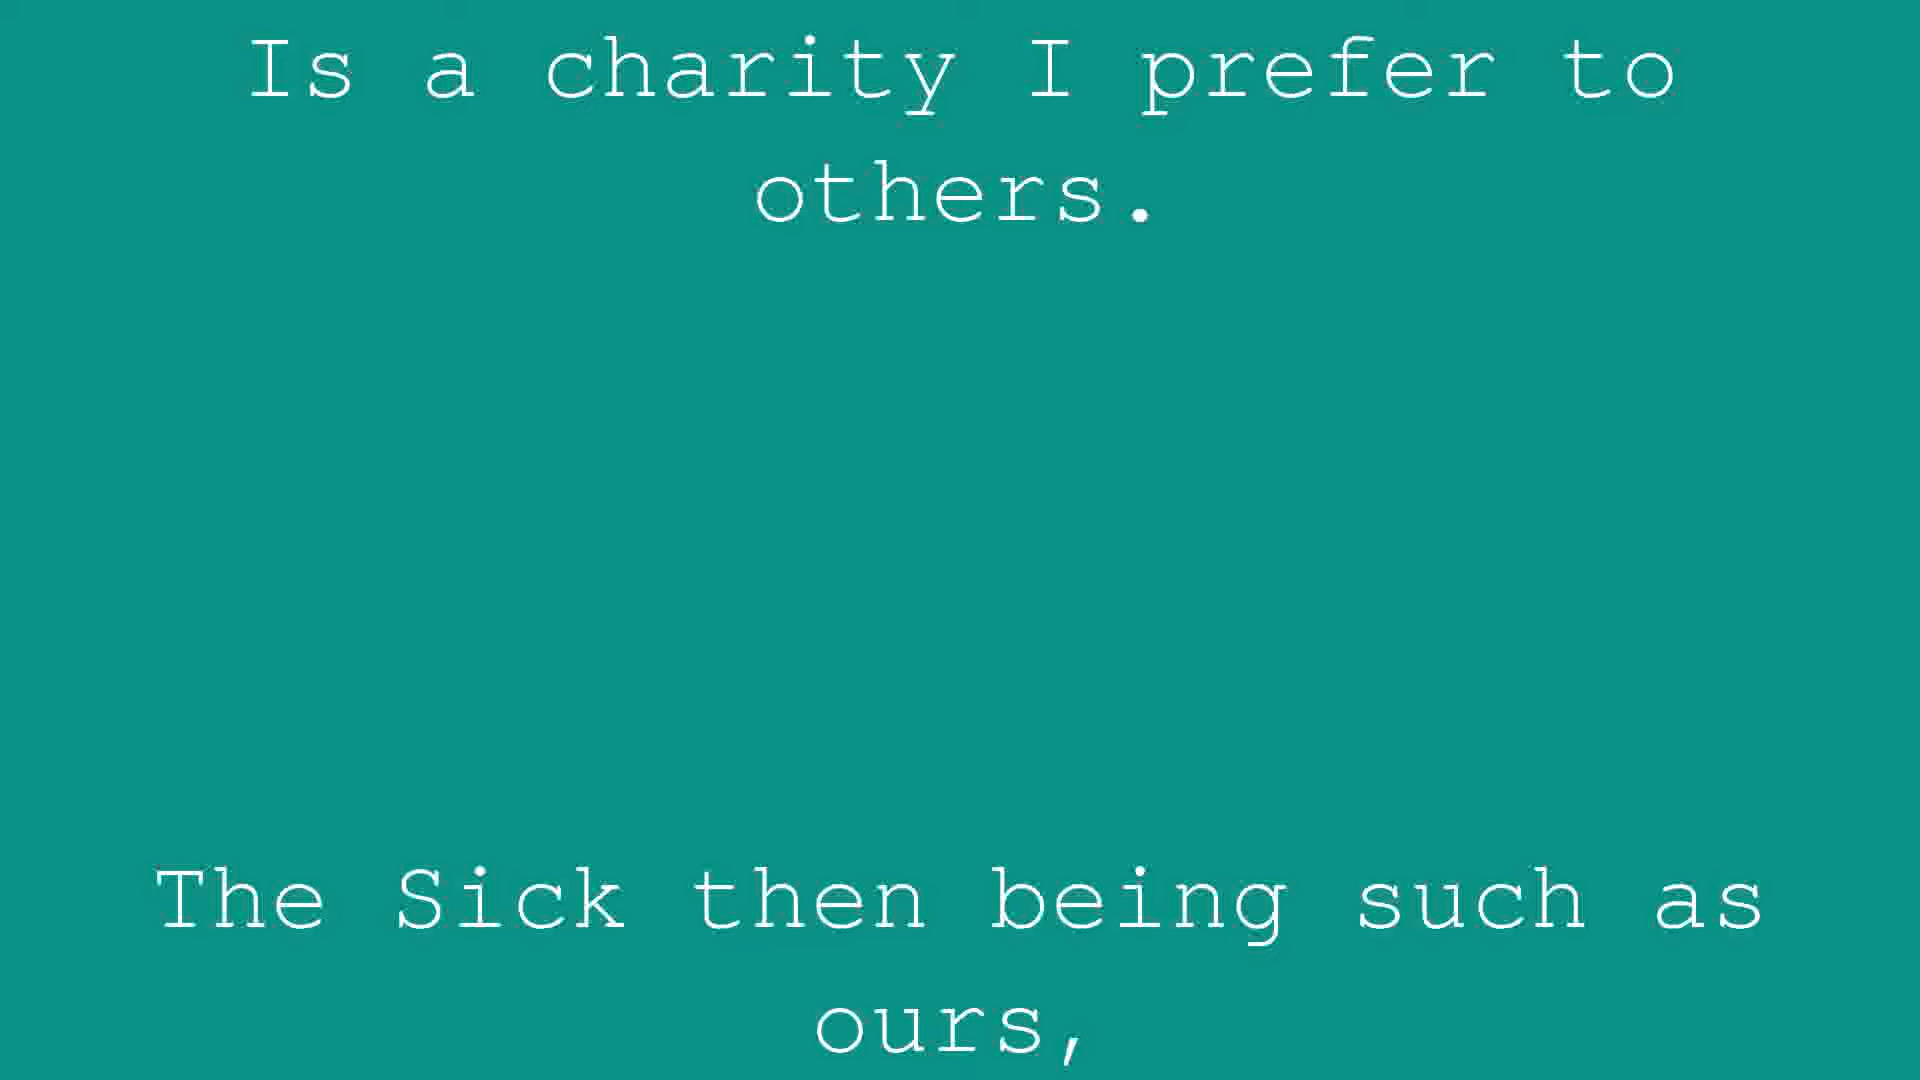 Is a charity I prefer to
others.
The Sick then being such as
ours,